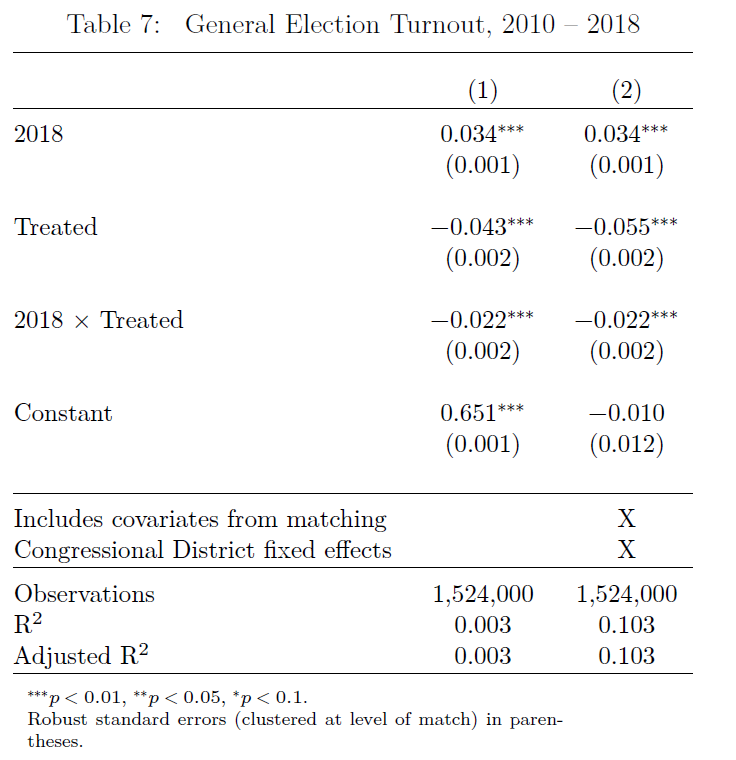 Table 7: General Election Turnout, 2010 – 2018
(1) (2)
2018 0.034*** 0.034***
(0.001) (0.001)
Treated −0.043*** −0.055***
(0.002) (0.002)
2018 × Treated −0.022*** −0.022***
(0.002) (0.002)
Constant 0.651*** −0.010
(0.001) (0.012)
Includes covariates from matching X
Congressional District fixed effects X
Observations 1,524,000 1,524,000
R² 0.003 0.103
Adjusted R² 0.003 0.103
***p < 0.01, **p < 0.05, *p < 0.1.
Robust standard errors (clustered at level of match) in paren-
theses.